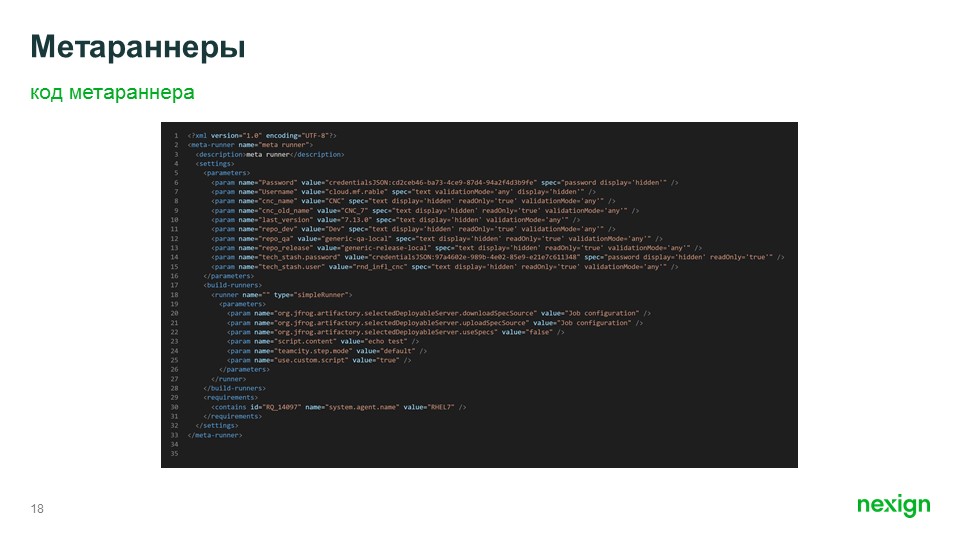 Метараннеры
код метараннера
1 <?xml version="1.0" encoding="UTF-8"?>
2 <meta-runner name="meta runner">
3 <description>meta runner</description>
4 <settings>
5 <parameters>
6 <param name="Password" value="credentialsJSON:cd2ceb46-ba73-4ce9-87d4-94a2f4d3b9fe" spec="password display='hidden'" />
7 <param name="Username" value="cloud.mf.rable" spec="text validationMode='any' display='hidden'" />
8 <param name="cnc_name" value="CNC" spec="text display='hidden' readOnly='true' validationMode='any'" />
9 <param name="cnc_old_name" value="CNC_7" spec="text display='hidden' readOnly='true' validationMode='any'" />
10 <param name="last_version" value="7.13.0" spec="text display='hidden' validationMode='any'" />
11 <param name="repo_dev" value="Dev" spec="text display='hidden' readOnly='true' validationMode='any'" />
12 <param name="repo_qa" value="generic-qa-local" spec="text display='hidden' readOnly='true' validationMode='any'" />
13 <param name="repo_release" value="generic-release-local" spec="text display='hidden' readOnly='true' validationMode='any'" />
14 <param name="tech_stash.password" value="credentialsJSON:97a4602e-989b-4e02-85e9-e21e7c611348" spec="password display='hidden' readOnly='true'" />
15 <param name="tech_stash.user" value="rnd_infl_cnc" spec="text display='hidden' readOnly='true' validationMode='any'" />
16 </parameters>
17 <build-runners>
18 <runner name="" type="simpleRunner">
19 <parameters>
20 <param name="org.jfrog.artifactory.selectedDeployableServer.downloadSpecSource" value="Job configuration" />
21 <param name="org.jfrog.artifactory.selectedDeployableServer.uploadSpecSource" value="Job configuration" />
22 <param name="org.jfrog.artifactory.selectedDeployableServer.useSpecs" value="false" />
23 <param name="script.content" value="echo test" />
24 <param name="teamcity.step.mode" value="default" />
25 <param name="use.custom.script" value="true" />
26 </parameters>
27 </runner>
28 </build-runners>
29 <requirements>
30 <contains id="RQ_14097" name="system.agent.name" value="RHEL7" />
31 </requirements>
32 </settings>
33 </meta-runner>
34
35
18
nexign